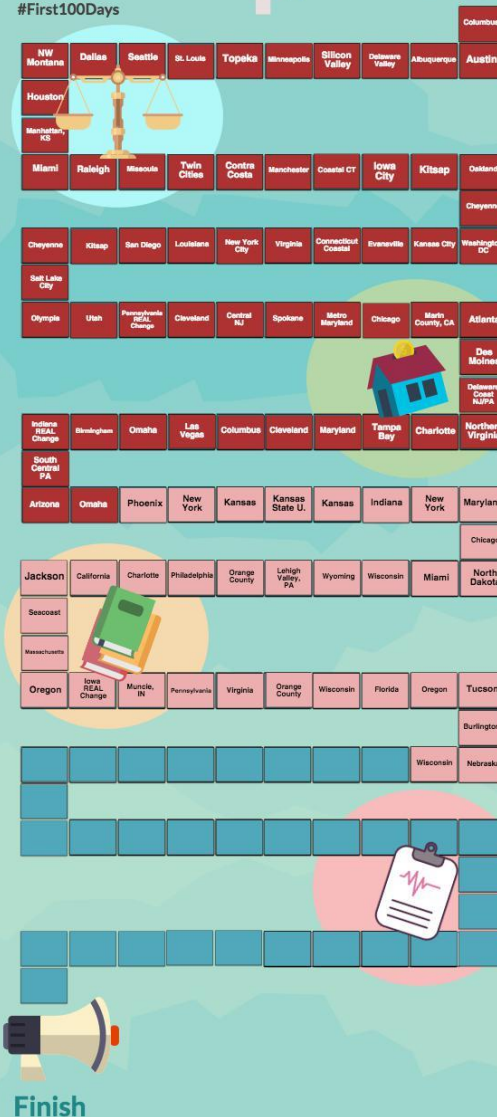 #First100Days
Columbus
NW Montana Dallas Seattle St. Louis Topeka Minneapolis Silicon Valley Delaware Valley Albuquerque Austin
Houston
Manhattan, KS
Miami Raleigh Missoula Twin Cities Contra Costa Manchester Coastal CT Iowa City Kitsap Oakland
Cheyenne
Cheyenne Kitsap San Diego Louisiana New York City Virginia Connecticut Coastal Evansville Kansas City Washington DC
Salt Lake City
Olympia Utah Pennsylvania REAL Change Cleveland Central NJ Spokane Metro Maryland Chicago Marin County, CA Atlanta
Des Moines
Delaware Coast NJ/PA
Indiana REAL Change Birmingham Omaha Las Vegas Columbus Cleveland Maryland Tampa Bay Charlotte Northern Virginia
South Central PA
Arizona Omaha Phoenix New York Kansas Kansas State U. Kansas Indiana New York Maryland
Chicago
Jackson California Charlotte Philadelphia Orange County Lehigh Valley, PA Wyoming Wisconsin Miami North Dakota
Seacoast
Massachusetts
Oregon Iowa REAL Change Muncie, IN Pennsylvania Virginia Orange County Wisconsin Florida Oregon Tucson
Burlington
Wisconsin Nebraska
Finish